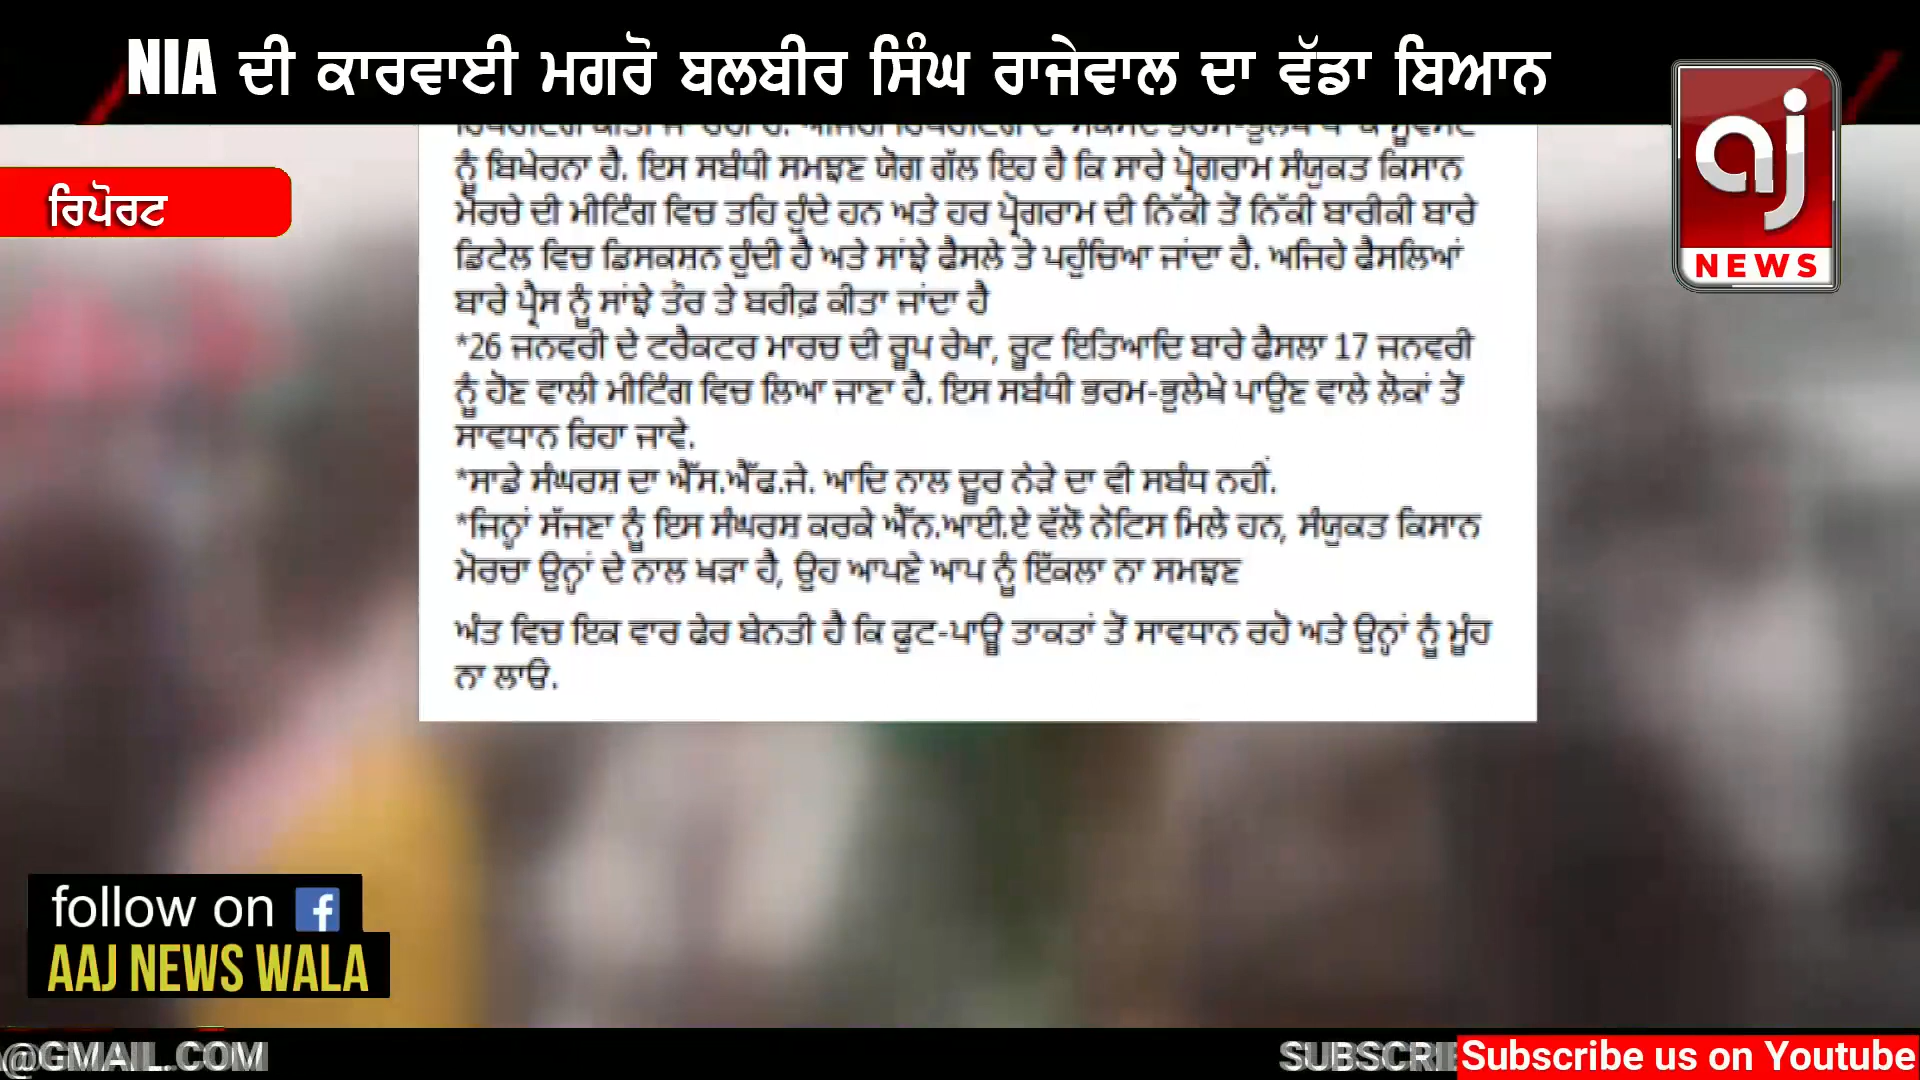 NIA ਦੀ ਕਾਰਵਾਈ ਮਗਰੋਂ ਬਲਬੀਰ ਸਿੰਘ ਰਾਜੇਵਾਲ ਦਾ ਵੱਡਾ ਬਿਆਨ
aj
NEWS
ਰਿਪੋਰਟ
ਨੂੰ ਬਿਖੇਰਨਾ ਹੈ. ਇਸ ਸਬੰਧੀ ਸਮਝਣ ਯੋਗ ਗੱਲ ਇਹ ਹੈ ਕਿ ਸਾਰੇ ਪ੍ਰੋਗਰਾਮ ਸੰਯੁਕਤ ਕਿਸਾਨ
ਮੋਰਚੇ ਦੀ ਮੀਟਿੰਗ ਵਿਚ ਤਹਿ ਹੁੰਦੇ ਹਨ ਅਤੇ ਹਰ ਪ੍ਰੋਗਰਾਮ ਦੀ ਨਿੱਕੀ ਤੋਂ ਨਿੱਕੀ ਬਾਰੀਕੀ ਬਾਰੇ
ਡਿਟੇਲ ਵਿਚ ਡਿਸਕਸ਼ਨ ਹੁੰਦੀ ਹੈ ਅਤੇ ਸਾਂਝੇ ਫੈਸਲੇ ਤੇ ਪਹੁੰਚਿਆ ਜਾਂਦਾ ਹੈ. ਅਜਿਹੇ ਫੈਸਲਿਆਂ
ਬਾਰੇ ਪ੍ਰੈਸ ਨੂੰ ਸਾਂਝੇ ਤੌਰ ਤੇ ਬਰੀਫ਼ ਕੀਤਾ ਜਾਂਦਾ ਹੈ
*26 ਜਨਵਰੀ ਦੇ ਟਰੈਕਟਰ ਮਾਰਚ ਦੀ ਰੂਪ ਰੇਖਾ, ਰੂਟ ਇਤਿਆਦਿ ਬਾਰੇ ਫੈਸਲਾ 17 ਜਨਵਰੀ
ਨੂੰ ਹੋਣ ਵਾਲੀ ਮੀਟਿੰਗ ਵਿਚ ਲਿਆ ਜਾਣਾ ਹੈ. ਇਸ ਸਬੰਧੀ ਭਰਮ-ਭੁਲੇਖੇ ਪਾਉਣ ਵਾਲੇ ਲੋਕਾਂ ਤੋਂ
ਸਾਵਧਾਨ ਰਿਹਾ ਜਾਵੇ.
*ਸਾਡੇ ਸੰਘਰਸ਼ ਦਾ ਐੱਸ.ਐੱਫ.ਜੇ. ਆਦਿ ਨਾਲ ਦੂਰ ਨੇੜੇ ਦਾ ਵੀ ਸਬੰਧ ਨਹੀਂ.
*ਜਿਨ੍ਹਾਂ ਸੱਜਣਾ ਨੂੰ ਇਸ ਸੰਘਰਸ਼ ਕਰਕੇ ਐੱਨ.ਆਈ.ਏ ਵੱਲੋਂ ਨੋਟਿਸ ਮਿਲੇ ਹਨ, ਸੰਯੁਕਤ ਕਿਸਾਨ
ਮੋਰਚਾ ਉਨ੍ਹਾਂ ਦੇ ਨਾਲ ਖੜਾ ਹੈ, ਉਹ ਆਪਣੇ ਆਪ ਨੂੰ ਇੱਕਲਾ ਨਾ ਸਮਝਣ
ਅੰਤ ਵਿਚ ਇਕ ਵਾਰ ਫੇਰ ਬੇਨਤੀ ਹੈ ਕਿ ਫੁਟ-ਪਾਊ ਤਾਕਤਾਂ ਤੋਂ ਸਾਵਧਾਨ ਰਹੋ ਅਤੇ ਉਨ੍ਹਾਂ ਨੂੰ ਮੂੰਹ
ਨਾ ਲਾਓ.
follow on f
AAJ NEWS WALA
@GMAIL.COM
SUBSCRIBE
Subscribe us on Youtube